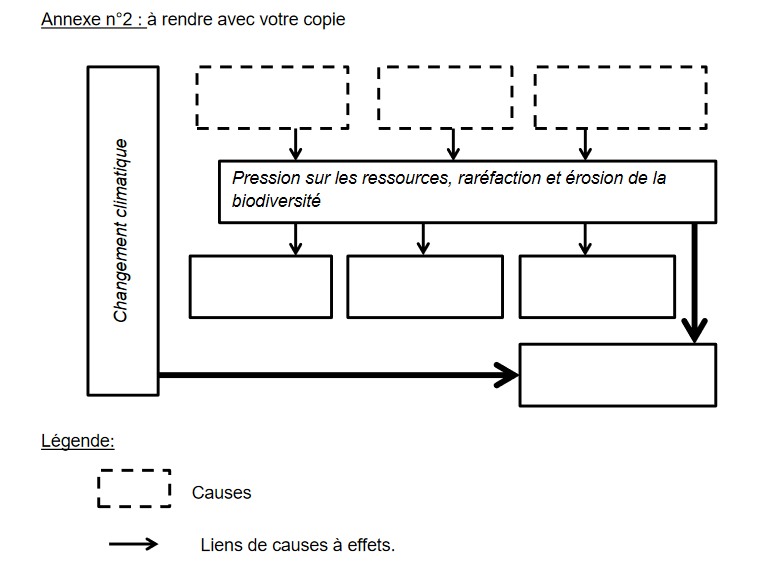 Annexe n°2 : à rendre avec votre copie
Changement climatique
Pression sur les ressources, raréfaction et érosion de la
biodiversité
Légende:
Causes
Liens de causes à effets.